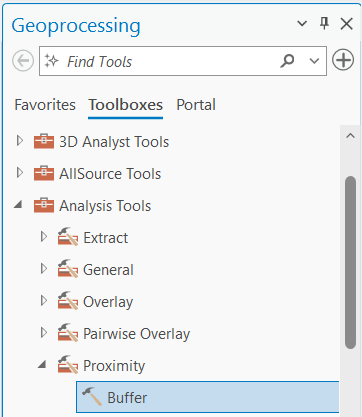 Geoprocessing
Find Tools
Favorites Toolboxes Portal
3D Analyst Tools
AllSource Tools
Analysis Tools
Extract
General
Overlay
Pairwise Overlay
Proximity
Buffer